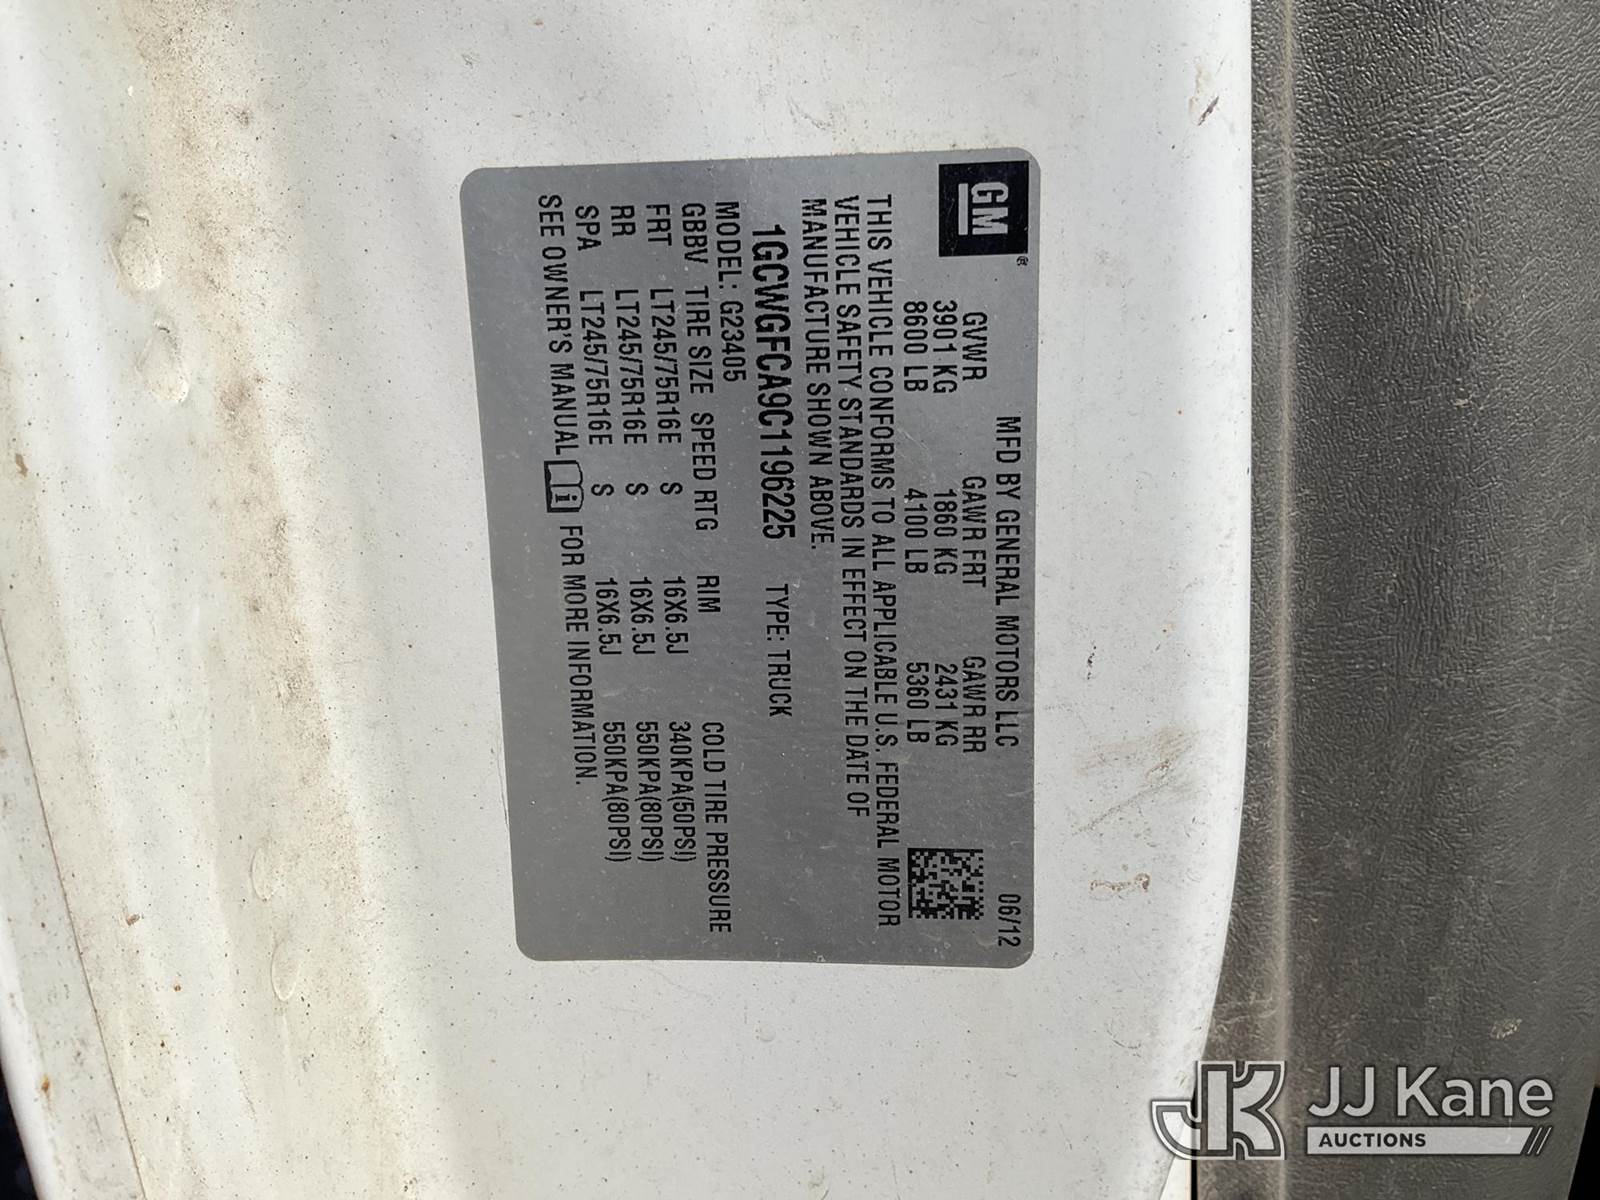 GM®
MFD BY GENERAL MOTORS LLC 06/12
GVWR GAWR FRT GAWR RR
3901 KG 1860 KG 2431 KG
8600 LB 4100 LB 5360 LB
THIS VEHICLE CONFORMS TO ALL APPLICABLE U.S. FEDERAL MOTOR
VEHICLE SAFETY STANDARDS IN EFFECT ON THE DATE OF
MANUFACTURE SHOWN ABOVE.
1GCWGFCA9C1196225 TYPE: TRUCK
MODEL: G23405
GBBV TIRE SIZE SPEED RTG RIM COLD TIRE PRESSURE
FRT LT245/75R16E S 16X6.5J 340KPA(50PSI)
RR LT245/75R16E S 16X6.5J 550KPA(80PSI)
SPA LT245/75R16E S 16X6.5J 550KPA(80PSI)
SEE OWNER'S MANUAL i FOR MORE INFORMATION.
JK JJ Kane
AUCTIONS